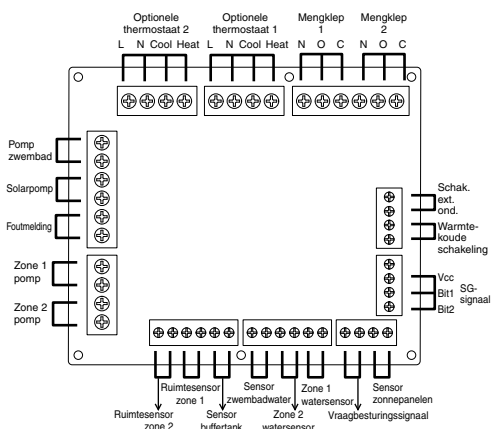 Optionele thermostaat 2
Optionele thermostaat 1
Mengklep 1
Mengklep 2
L N Cool Heat
L N Cool Heat
N O C
N O C
Pomp zwembad
Solarpomp
Foutmelding
Zone 1 pomp
Zone 2 pomp
Schak. ext. ond.
Warmte-
koude
schakeling
Vcc
Bit1
Bit2
SG-
signaal
Ruimtesensor zone 1
Sensor zwembadwater
Zone 1 watersensor
Sensor zonnepanelen
Ruimtesensor zone 2
Sensor buffertank
Zone 2 watersensor
Vraagbesturingssignaal